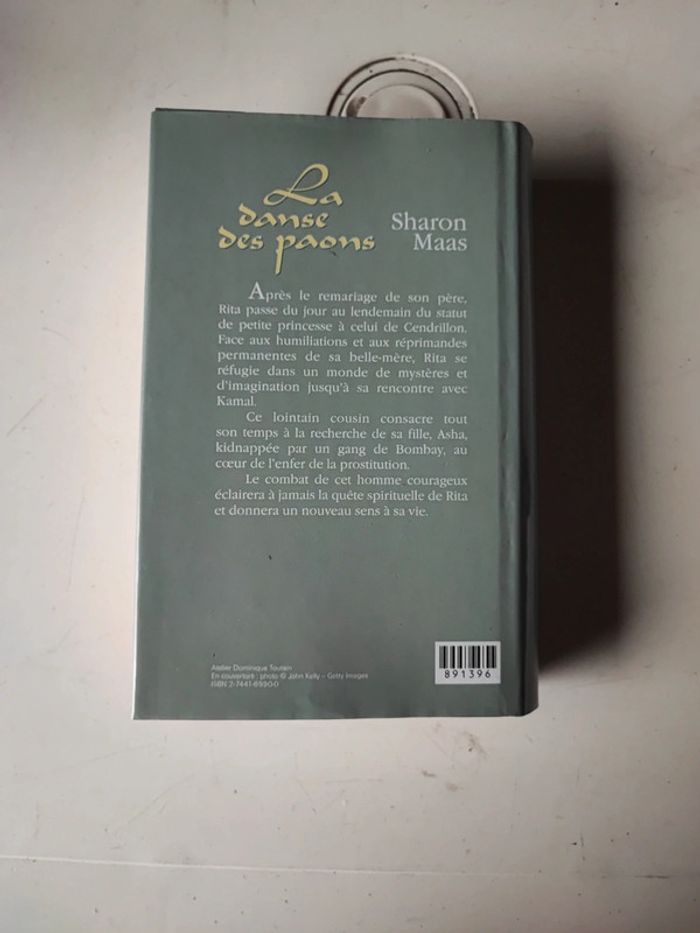 La
danse
des paons
Sharon
Maas
Après le remariage de son père,
Rita passe du jour au lendemain du statut
de petite princesse à celui de Cendrillon.
Face aux humiliations et aux réprimandes
permanentes de sa belle-mère, Rita se
réfugie dans un monde de mystères et
d'imagination jusqu'à sa rencontre avec
Kamal.
Ce lointain cousin consacre tout
son temps à la recherche de sa fille, Asha,
kidnappée par un gang de Bombay, au
cœur de l'enfer de la prostitution.
Le combat de cet homme courageux
éclairera à jamais la quête spirituelle de Rita
et donnera un nouveau sens à sa vie.
Atelier Dominique Toutain
En couverture : photo © John Kelly – Getty Images
ISBN 2-7441-6990-0
891396